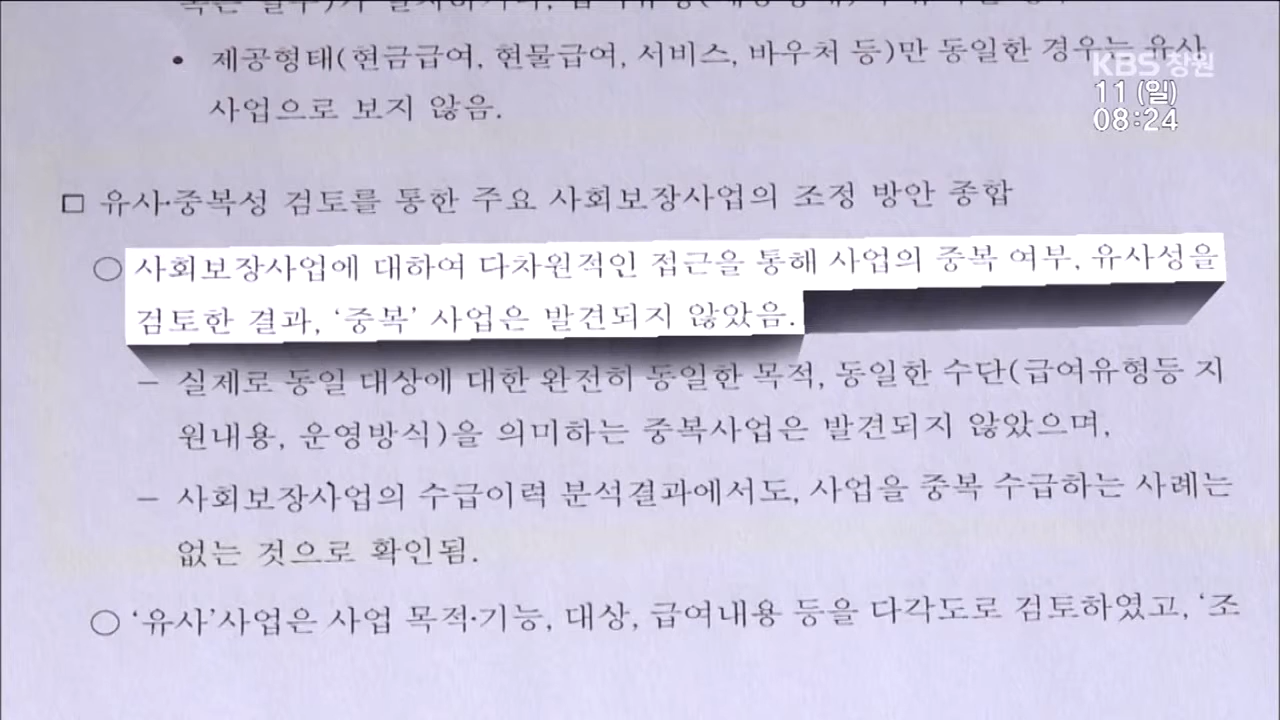 • 제공형태(현금급여, 현물급여, 서비스, 바우처 등)만 동일한 경우는 유사
사업으로 보지 않음.
KBS 창원
11 (일)
08:24
□ 유사·중복성 검토를 통한 주요 사회보장사업의 조정 방안 종합
○ 사회보장사업에 대하여 다차원적인 접근을 통해 사업의 중복 여부, 유사성을
검토한 결과, ‘중복’ 사업은 발견되지 않았음.
– 실제로 동일 대상에 대한 완전히 동일한 목적, 동일한 수단(급여유형등 지
원내용, 운영방식)을 의미하는 중복사업은 발견되지 않았으며,
– 사회보장사업의 수급이력 분석결과에서도, 사업을 중복 수급하는 사례는
없는 것으로 확인됨.
○ ‘유사’사업은 사업 목적·기능, 대상, 급여내용 등을 다각도로 검토하였고, ‘조